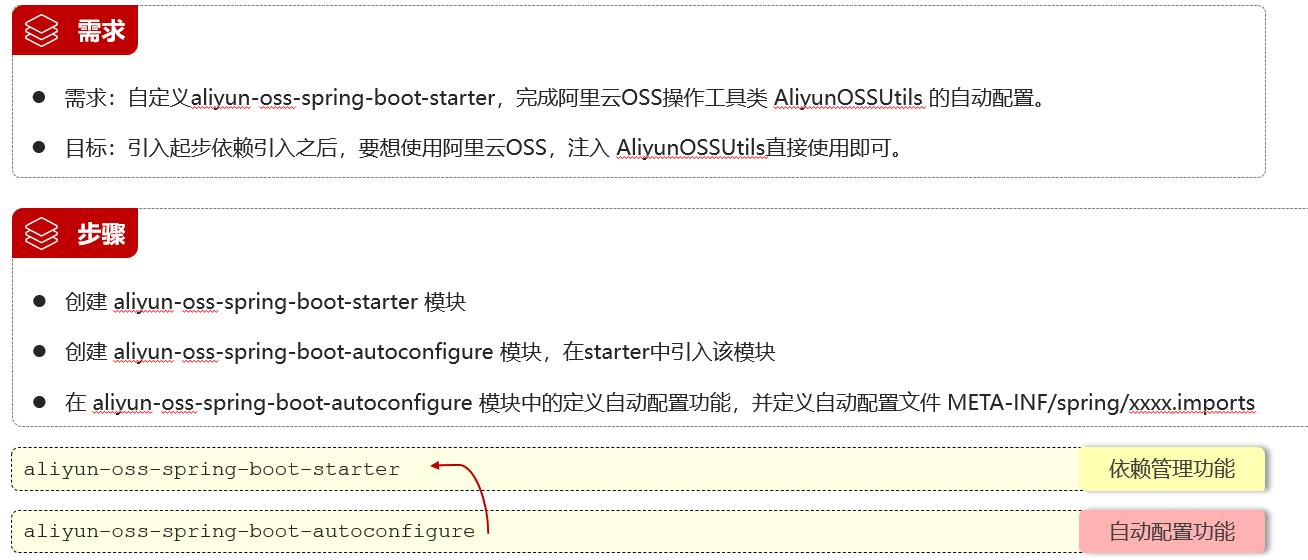 需求
需求：自定义aliyun-oss-spring-boot-starter，完成阿里云OSS操作工具类 AliyunOSSUtils 的自动配置。
目标：引入起步依赖引入之后，要想使用阿里云OSS，注入 AliyunOSSUtils直接使用即可。
步骤
创建 aliyun-oss-spring-boot-starter 模块
创建 aliyun-oss-spring-boot-autoconfigure 模块，在starter中引入该模块
在 aliyun-oss-spring-boot-autoconfigure 模块中的定义自动配置功能，并定义自动配置文件 META-INF/spring/xxxx.imports
aliyun-oss-spring-boot-starter 依赖管理功能
aliyun-oss-spring-boot-autoconfigure 自动配置功能